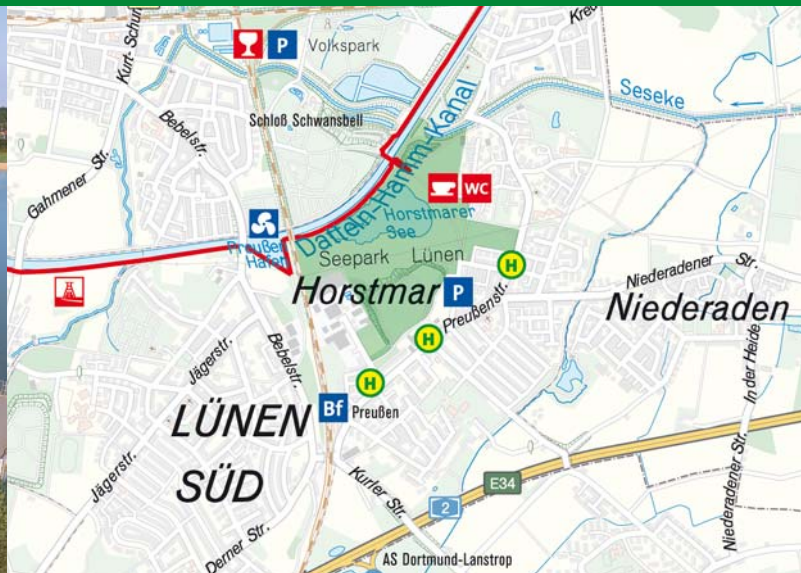 Kurt-Schum
P
Volkspark
Kreu
Seseke
Schloß Schwansbell
Bebelstr.
Datteln-Hamm-Kanal
Gahmener Str.
WC
Horstmarer
See
Preußen
Hafen
Seepark Lünen
H
Horstmar
P
Niederadener Str.
Preußenstr.
Niederaden
H
Jägerstr.
Bebelstr.
In der Heide
H
LÜNEN
SÜD
Bf
Preußen
Jägerstr.
Kurler Str.
E34
2
Niederadener Str.
Derner Str.
AS Dortmund-Lanstrop